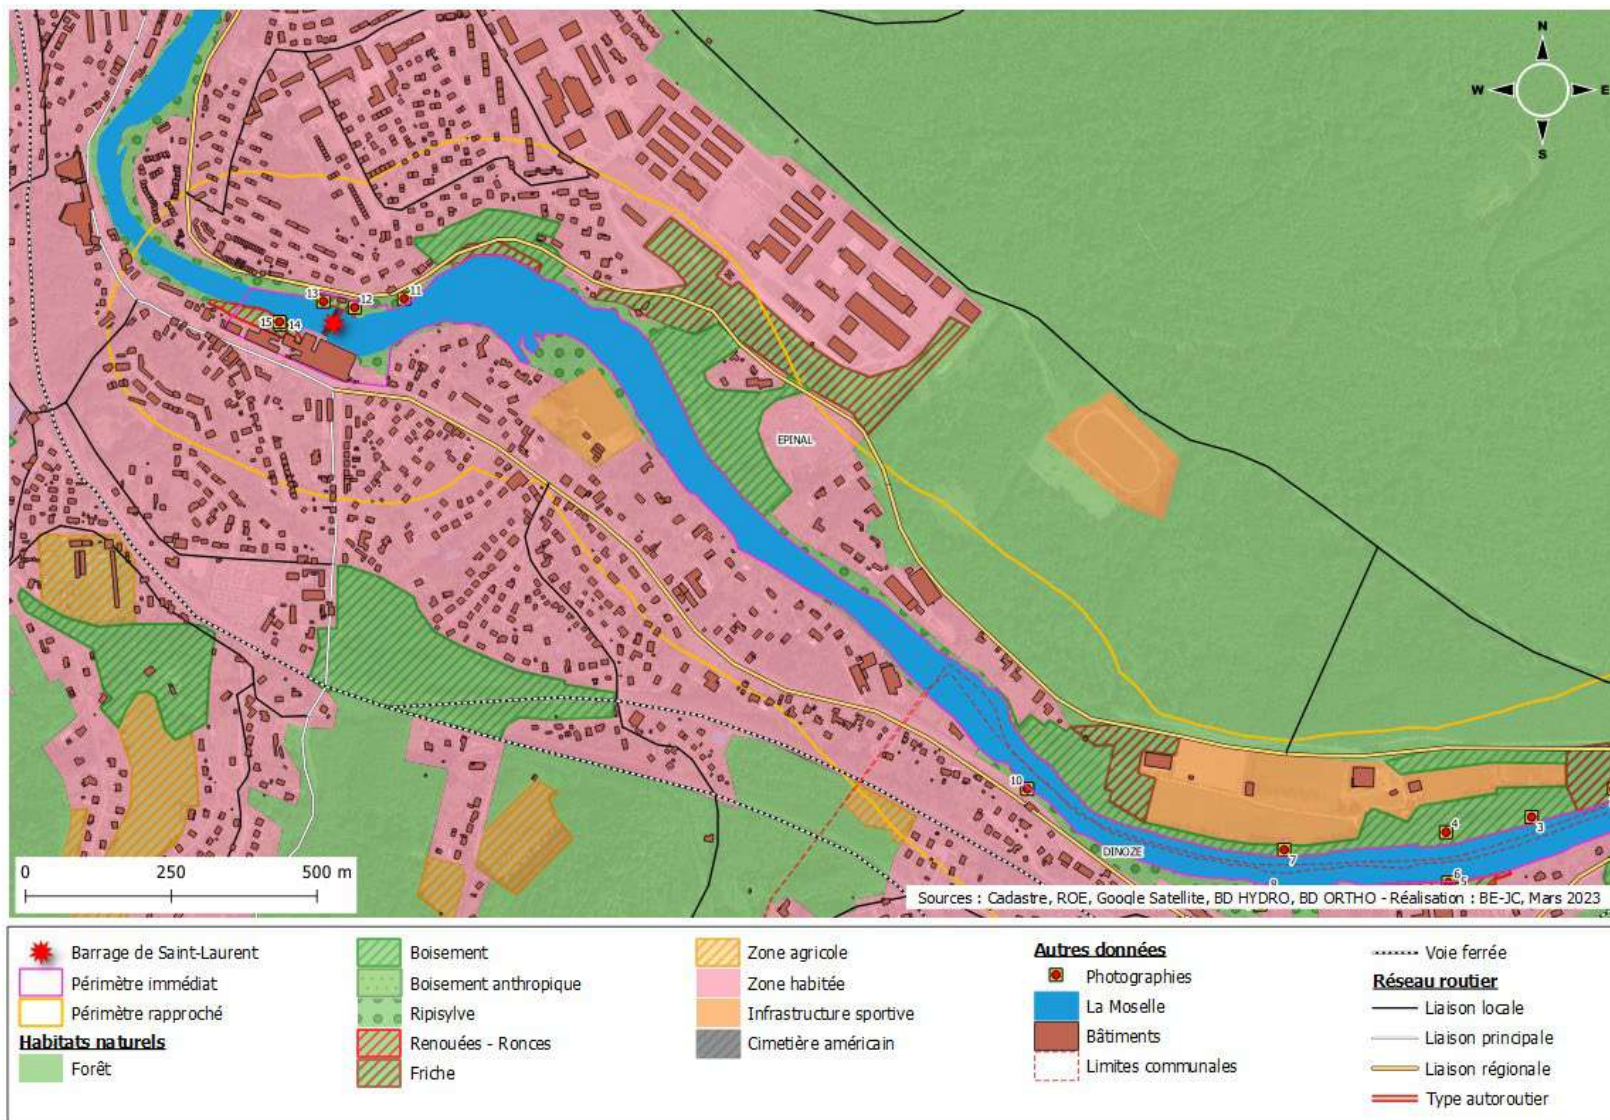 N
W E
S
13
12
11
15
14
EPINAL
10
4
3
DINOZE
7
6
5
0 250 500 m
Sources : Cadastre, ROE, Google Satellite, BD HYDRO, BD ORTHO - Réalisation : BE-JC, Mars 2023
Barrage de Saint-Laurent
Périmètre immédiat
Périmètre rapproché
Habitats naturels
Forêt
Boisement
Boisement anthropique
Ripisylve
Renouées - Ronces
Friche
Zone agricole
Zone habitée
Infrastructure sportive
Cimetière américain
Autres données
Photographies
La Moselle
Bâtiments
Limites communales
Voie ferrée
Réseau routier
Liaison locale
Liaison principale
Liaison régionale
Type autoroutier